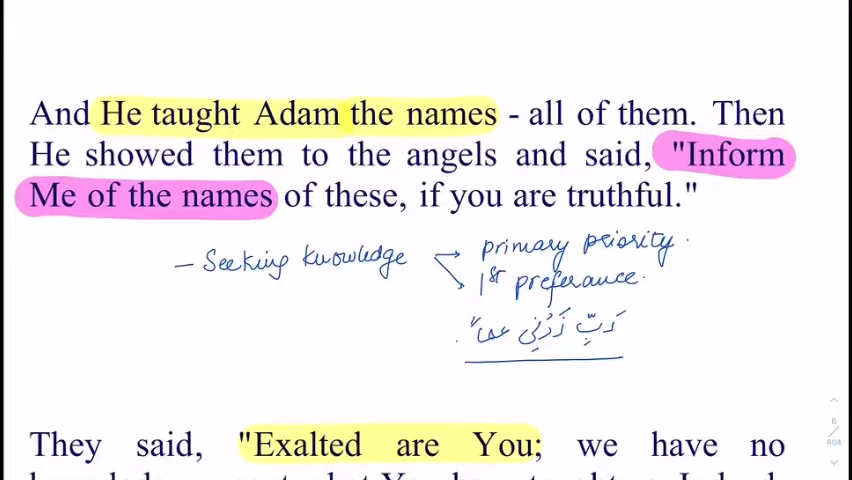 And He taught Adam the names - all of them. Then
He showed them to the angels and said, "Inform
Me of the names of these, if you are truthful."
- Seeking knowledge → primary priority.
→ 1st preferance.
رَبِّ زِدْنِي عِلْمًا
They said, "Exalted are You; we have no
6
/
604